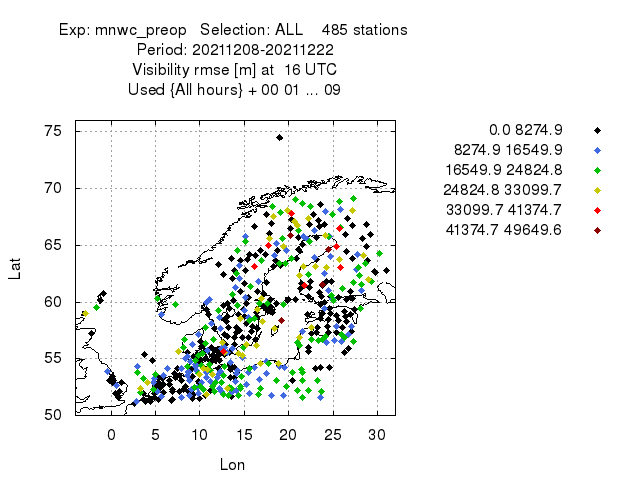 Exp: mnwc_preop Selection: ALL 485 stations
Period: 20211208-20211222
Visibility rmse [m] at 16 UTC
Used {All hours} + 00 01 ... 09
0.0 8274.9
8274.9 16549.9
16549.9 24824.8
24824.8 33099.7
33099.7 41374.7
41374.7 49649.6
75
70
65
60
55
50
Lat
0 5 10 15 20 25 30
Lon